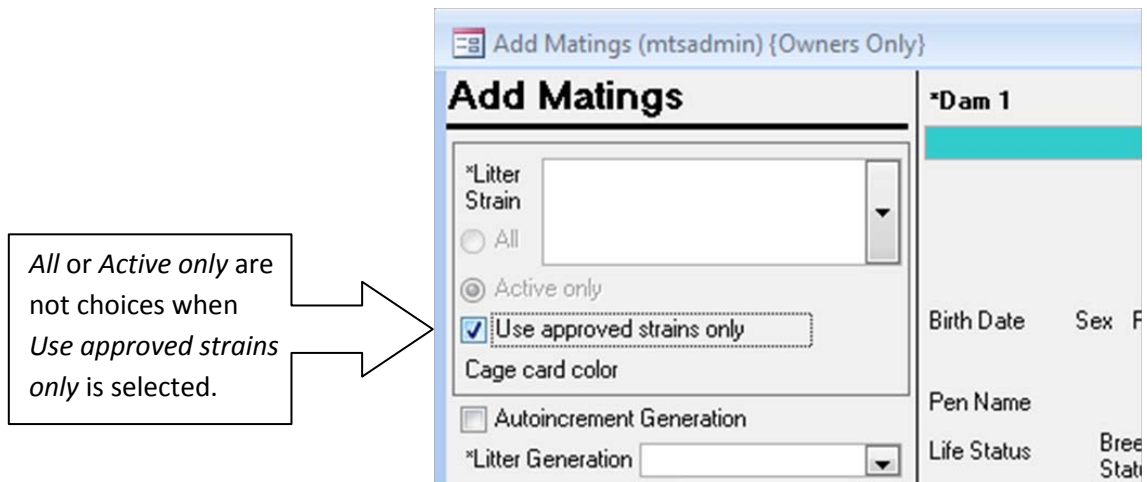 Add Matings (mtsadmin) {Owners Only}
Add Matings
*Litter
Strain
All
Active only
Use approved strains only
Cage card color
Autoincrement Generation
*Litter Generation
*Dam 1
Birth Date Sex
Pen Name
Life Status
All or Active only are
not choices when
Use approved strains
only is selected.